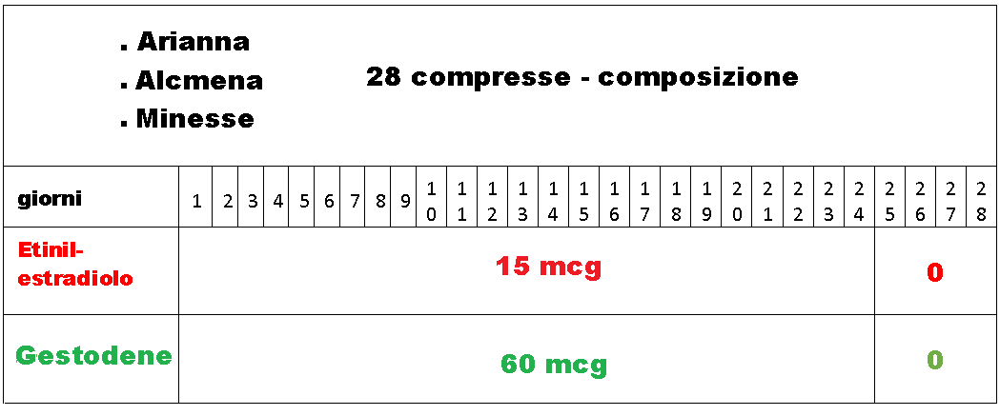 . Arianna
. Alcmena
. Minesse
28 compresse - composizione
giorni 1 2 3 4 5 6 7 8 9 10 11 12 13 14 15 16 17 18 19 20 21 22 23 24 25 26 27 28
Etinil-
estradiolo
15 mcg 0
Gestodene 60 mcg 0